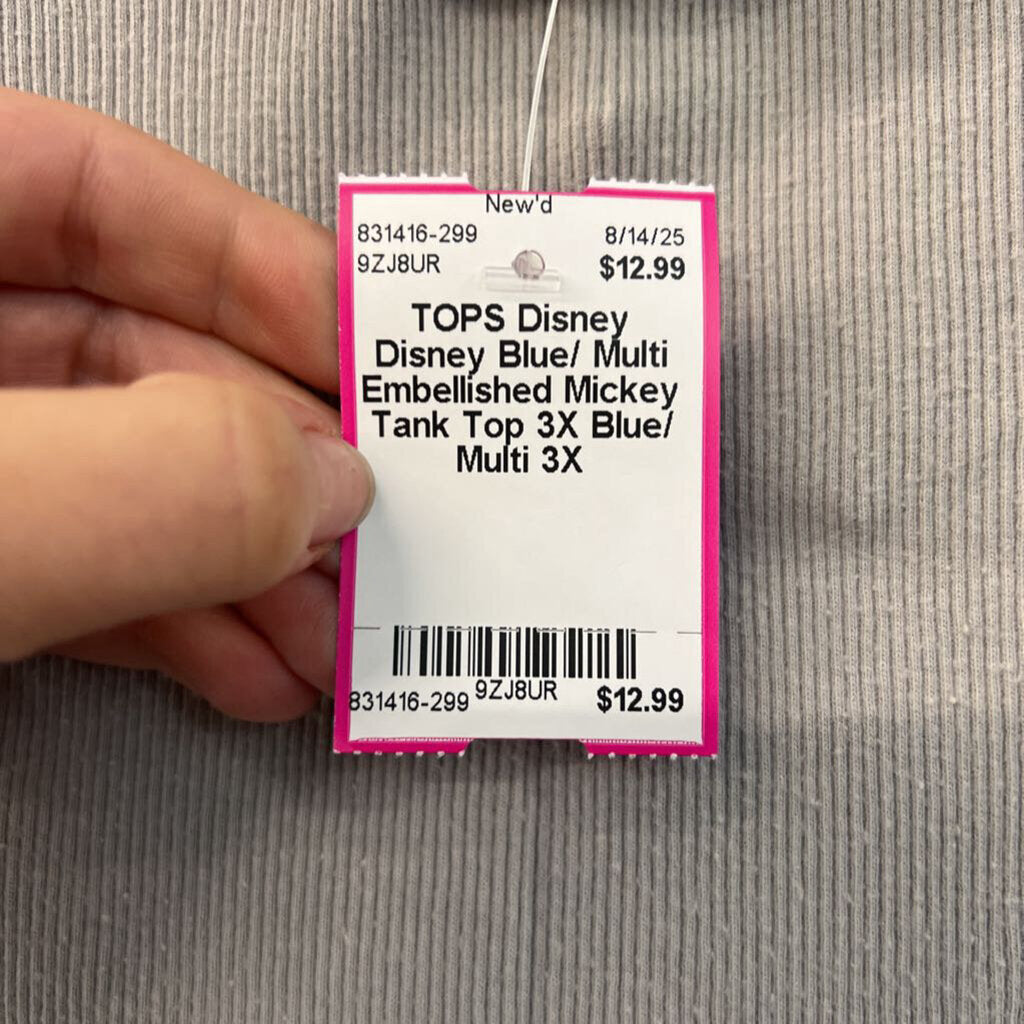 New'd
831416-299 8/14/25
9ZJ8UR $12.99
TOPS Disney
Disney Blue/ Multi
Embellished Mickey
Tank Top 3X Blue/
Multi 3X
831416-299 9ZJ8UR $12.99